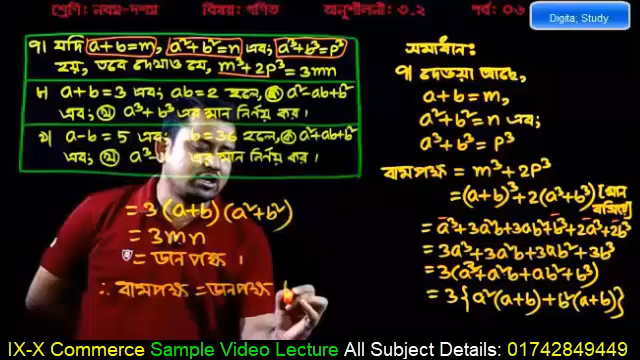 শ্রেণি: নবম-দশম বিষয়: গণিত অনুশীলনী: ৩.২ পর্ব: ০৬
Digita; Study
৭) যদি a+b=m, a²+b²=n এবং a³+b³=p³
হয়, তবে দেখাও যে, m³+2p³=3mn
৮) a+b=3 এবং ab=2 হলে, ⓚ a²-ab+b²
এবং ⓚ a³+b³ এর মান নির্ণয় কর।
৯) a-b=5 এবং b=36 হলে, ⓚ a²+ab+b²
এবং a³- এর মান নির্ণয় কর।
সমাধান:
৭) দেওয়া আছে,
a+b=m,
a²+b²=n এবং
a³+b³=p³
বামপক্ষ = m³+2p³
=(a+b)³+2(a³+b³) [মান বসিয়ে]
=a³+3a²b+3ab²+b³+2a³+2b³
=3a³+3a²b+3ab²+3b³
=3(a³+a²b+ab²+b³)
=3{a²(a+b)+b²(a+b)}
=3(a+b)(a²+b²)
=3mn
=ডানপক্ষ।
∴ বামপক্ষ=ডানপক্ষ
IX-X Commerce Sample Video Lecture All Subject Details: 01742849449